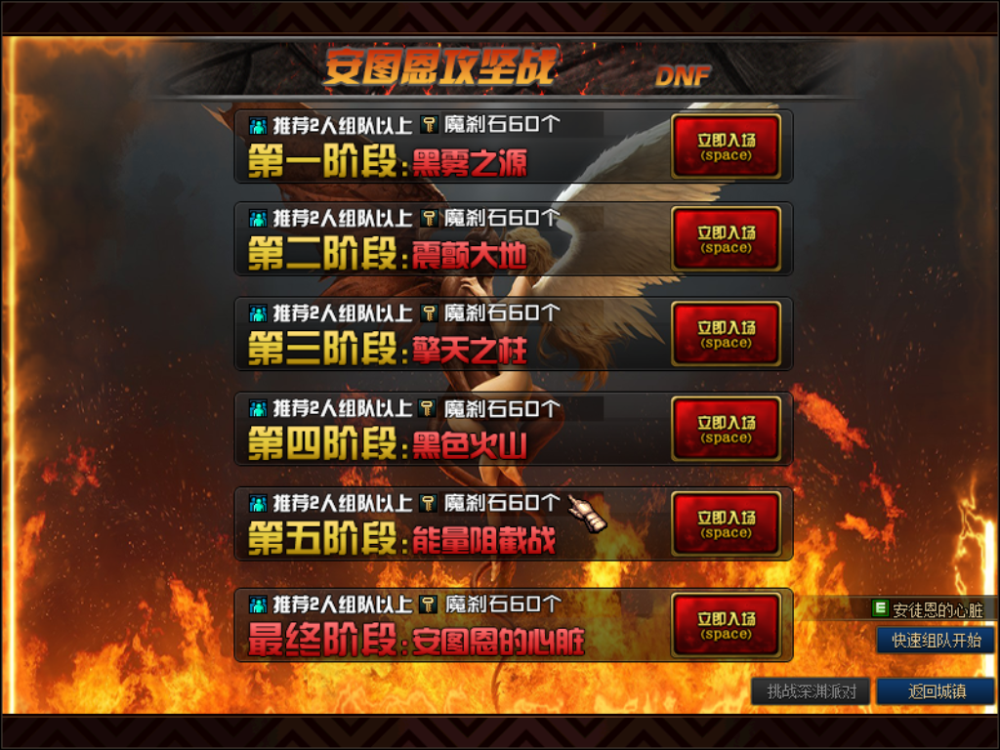 安图恩攻坚战 DNF
推荐2人组队以上 魔刹石60个
第一阶段:黑雾之源
立即入场
(space)
推荐2人组队以上 魔刹石60个
第二阶段:震颤大地
立即入场
(space)
推荐2人组队以上 魔刹石60个
第三阶段:擎天之柱
立即入场
(space)
推荐2人组队以上 魔刹石60个
第四阶段:黑色火山
立即入场
(space)
推荐2人组队以上 魔刹石60个
第五阶段:能量阻截战
立即入场
(space)
推荐2人组队以上 魔刹石60个
最终阶段:安图恩的心脏
立即入场
(space)
E 安徒恩的心脏
快速组队开始
挑战深渊派对
返回城镇